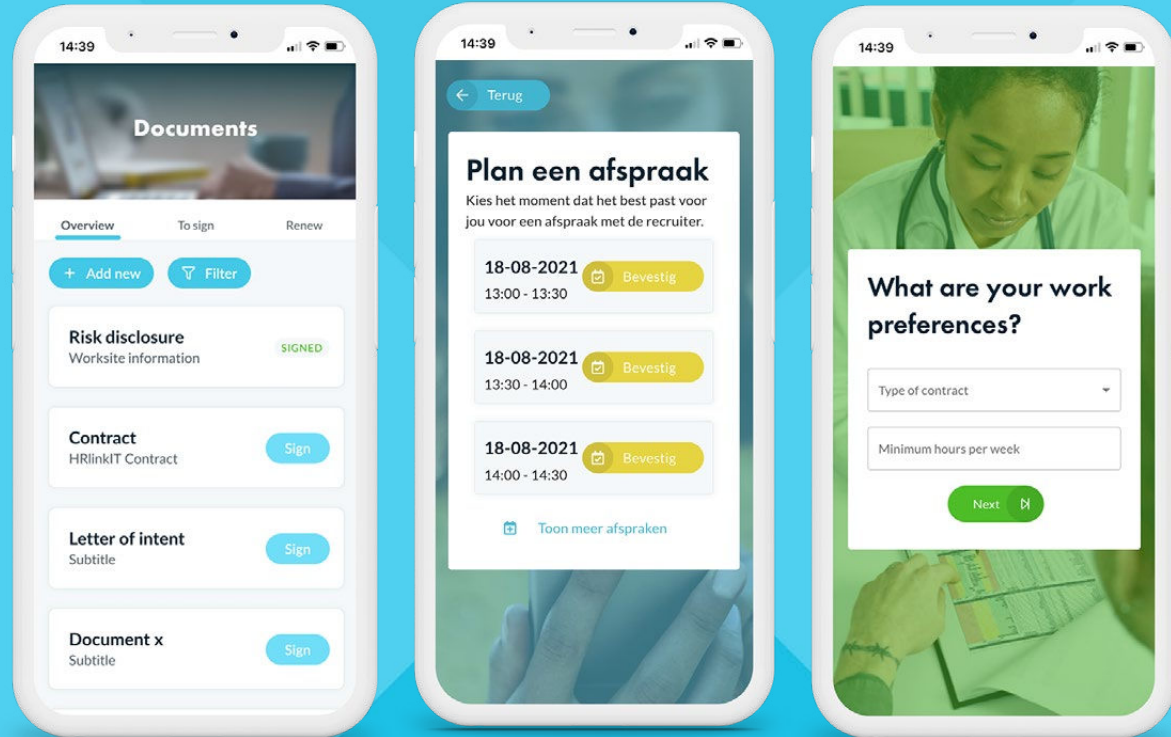 14:39
Documents
Overview To sign Renew
+ Add new Filter
Risk disclosure
Worksite information
SIGNED
Contract
HRlinkIT Contract
Sign
Letter of intent
Subtitle
Sign
Document x
Subtitle
Sign
14:39
Terug
Plan een afspraak
Kies het moment dat het best past voor
jou voor een afspraak met de recruiter.
18-08-2021
13:00 - 13:30
Bevestig
18-08-2021
13:30 - 14:00
Bevestig
18-08-2021
14:00 - 14:30
Bevestig
Toon meer afspraken
14:39
What are your work
preferences?
Type of contract
Minimum hours per week
Next